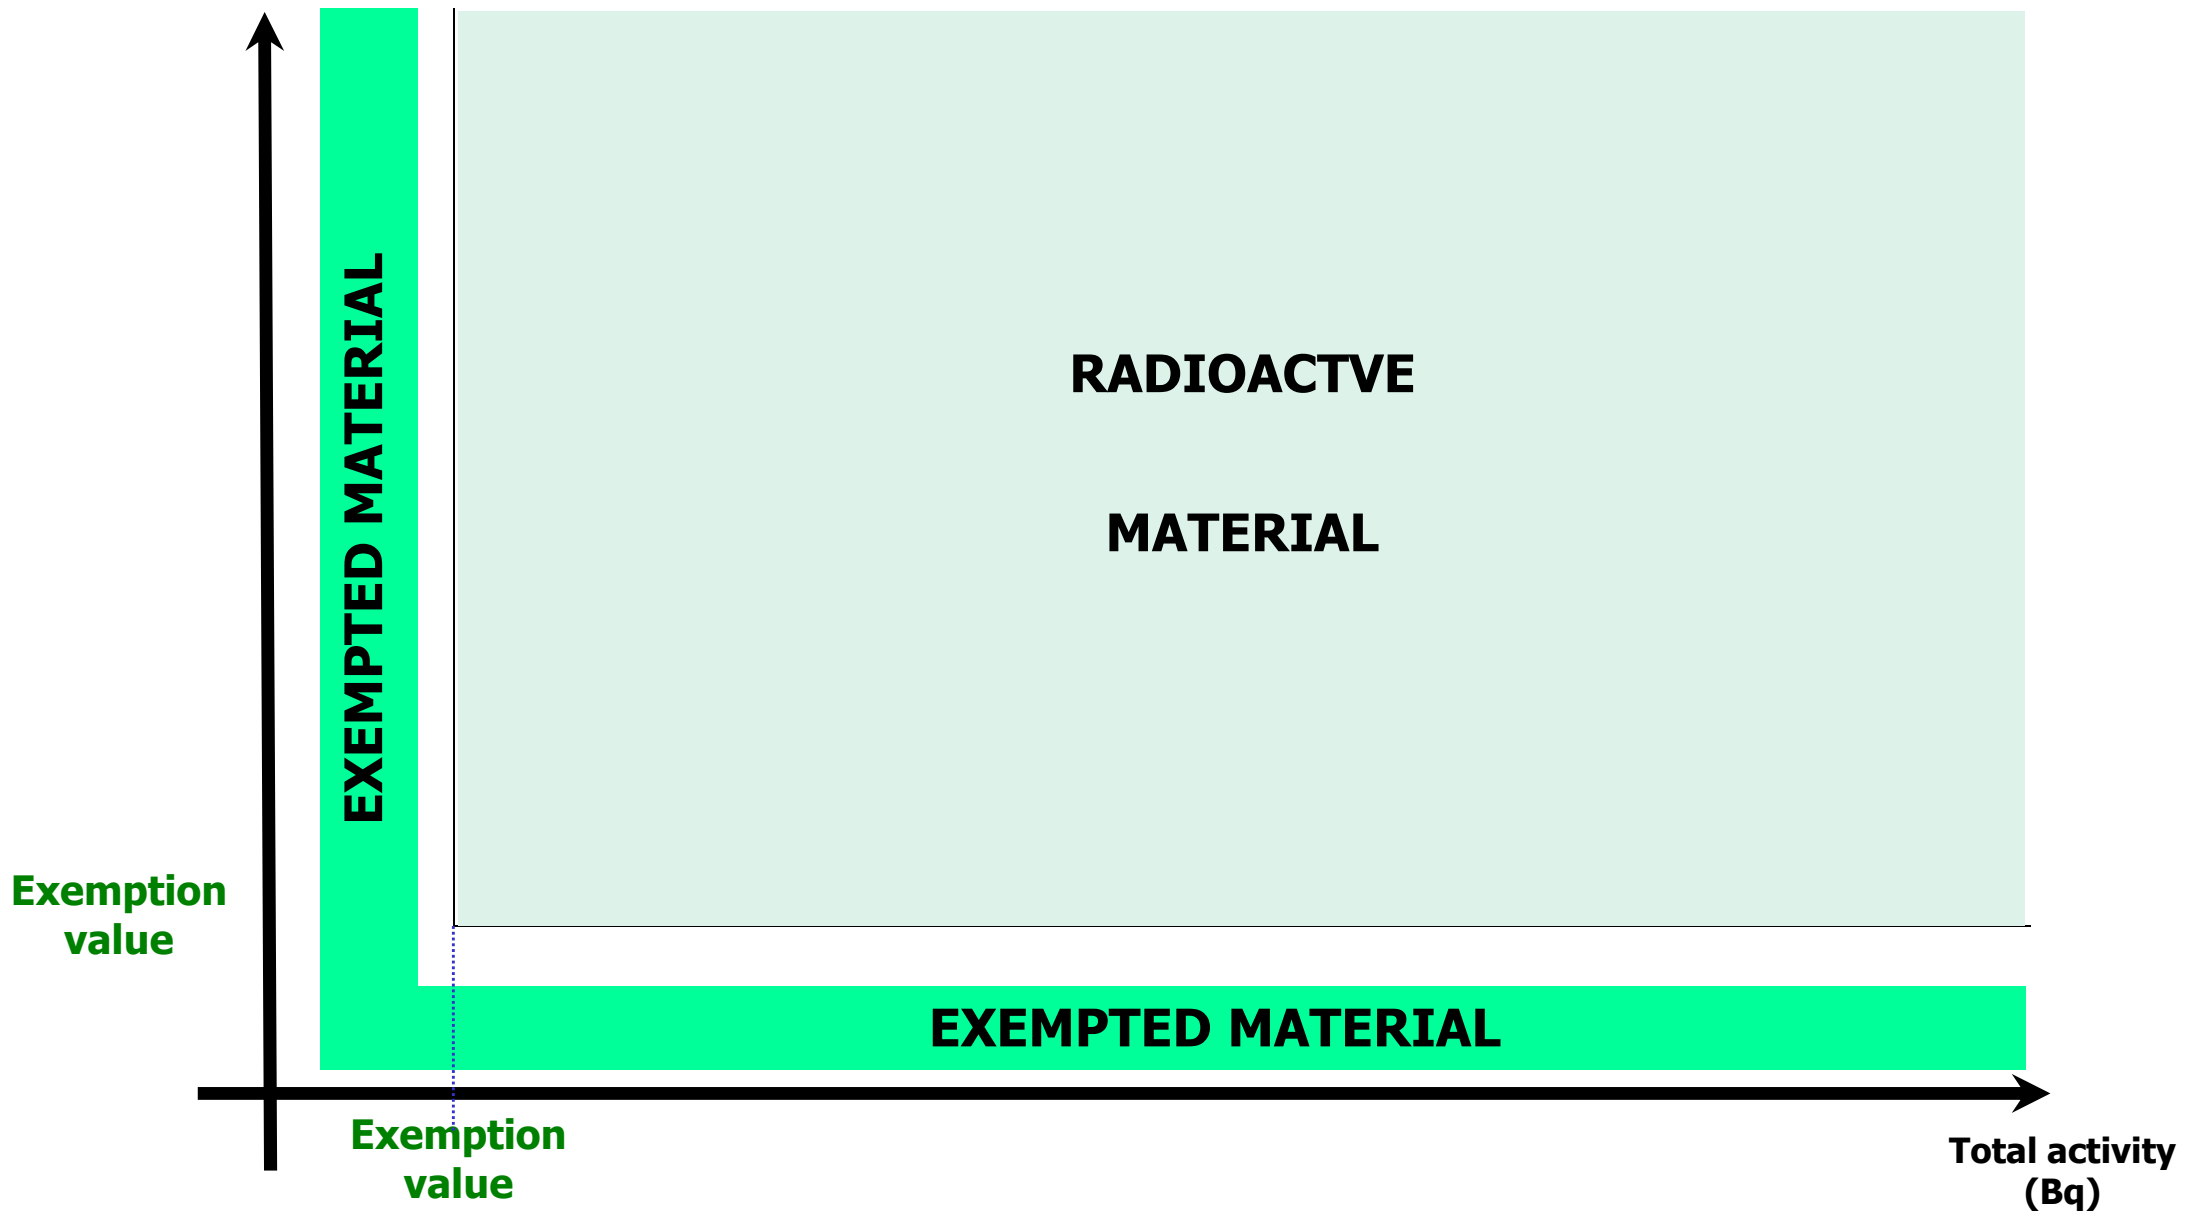 EXEMPTED MATERIAL
RADIOACTVE
MATERIAL
Exemption
value
EXEMPTED MATERIAL
Exemption
value
Total activity
(Bq)